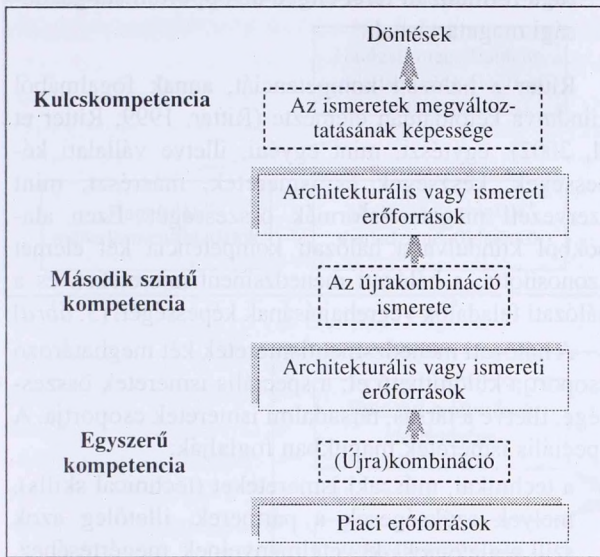 Döntések
Kulcskompetencia
Az ismeretek megváltoz-
tatásának képessége
Architekturális vagy ismereti
erőforrások
Második szintű
kompetencia
Az újrakombináció
ismerete
Architekturális vagy ismereti
erőforrások
Egyszerű
kompetencia
(Újra)kombináció
Piaci erőforrások